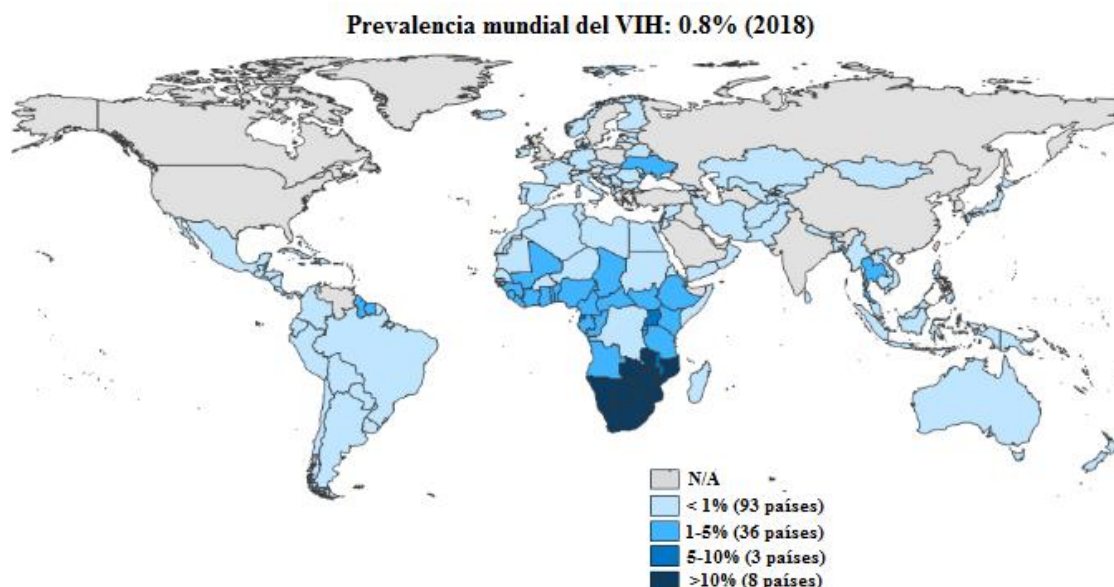 Prevalencia mundial del VIH: 0.8% (2018)
N/A
< 1% (93 países)
1-5% (36 países)
5-10% (3 países)
>10% (8 países)